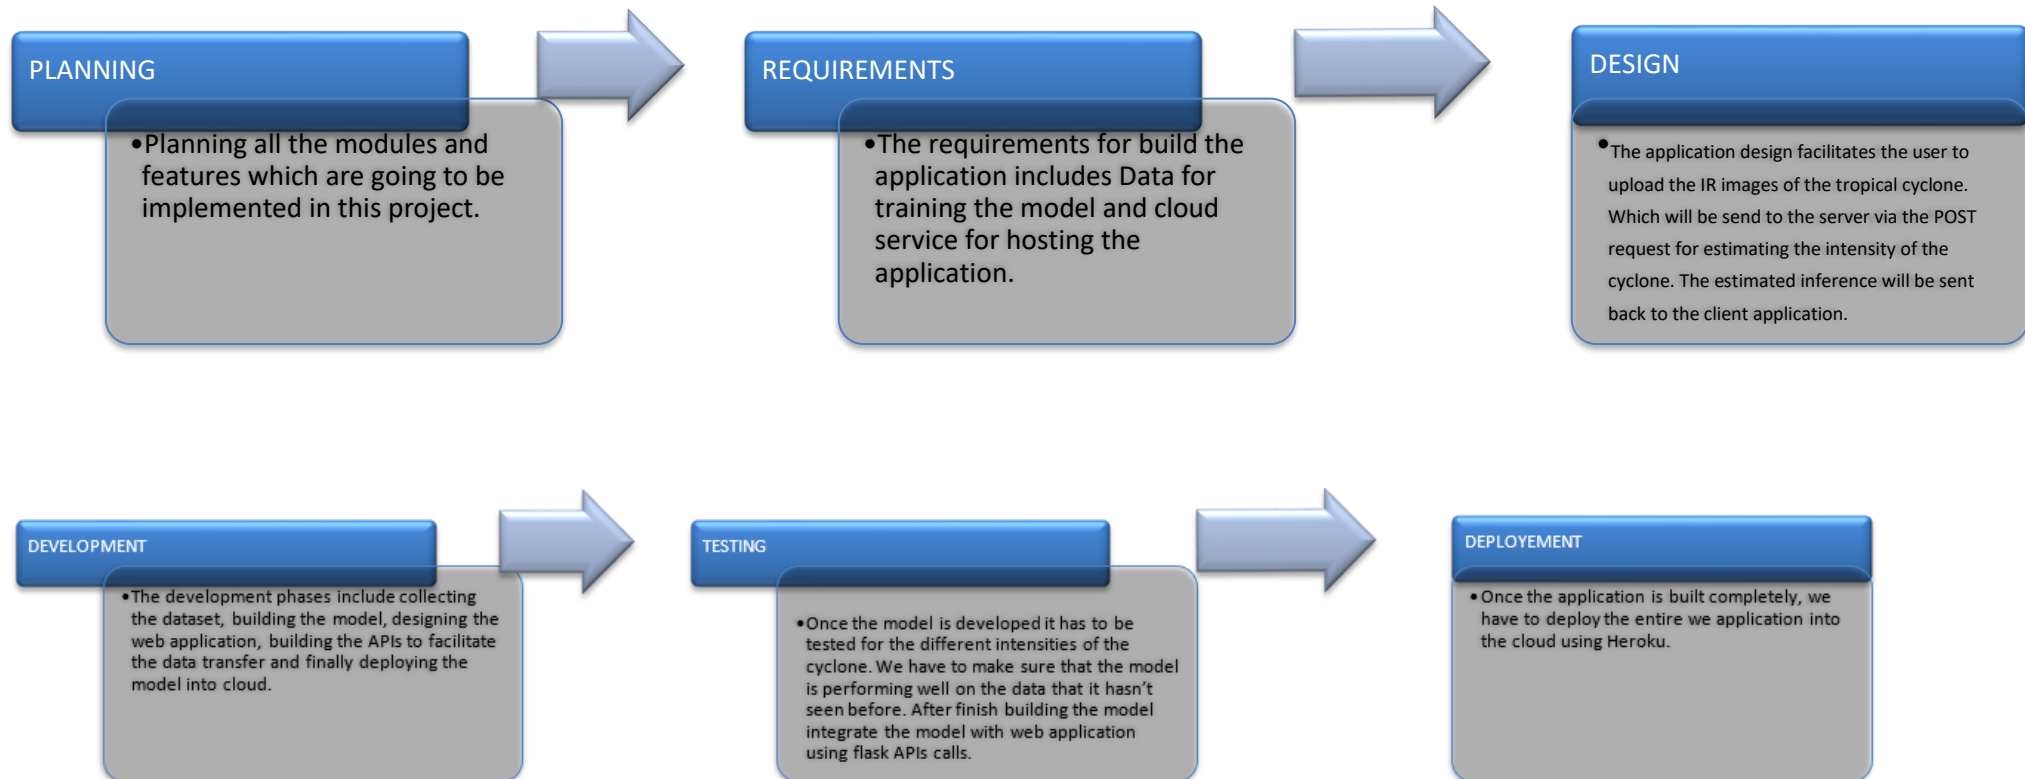 PLANNING
•Planning all the modules and
features which are going to be
implemented in this project.
REQUIREMENTS
•The requirements for build the
application includes Data for
training the model and cloud
service for hosting the
application.
DESIGN
•The application design facilitates the user to
upload the IR images of the tropical cyclone.
Which will be send to the server via the POST
request for estimating the intensity of the
cyclone. The estimated inference will be sent
back to the client application.
DEVELOPMENT
•The development phases include collecting
the dataset, building the model, designing the
web application, building the APIs to facilitate
the data transfer and finally deploying the
model into cloud.
TESTING
•Once the model is developed it has to be
tested for the different intensities of the
cyclone. We have to make sure that the model
is performing well on the data that it hasn't
seen before. After finish building the model
integrate the model with web application
using flask APIs calls.
DEPLOYEMENT
•Once the application is built completely, we
have to deploy the entire we application into
the cloud using Heroku.